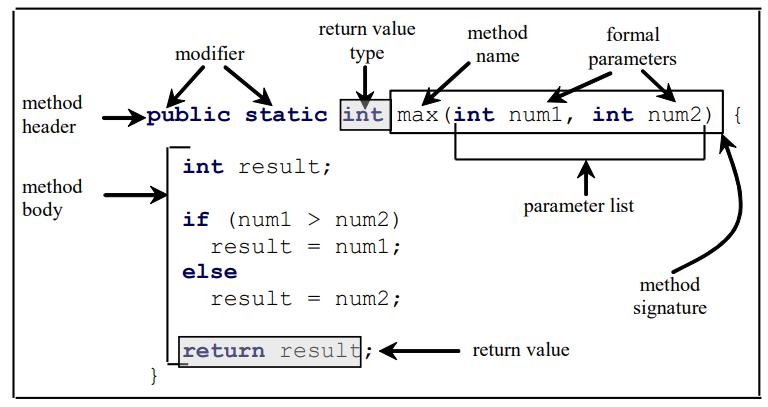 return value
type
method
name
formal
parameters
modifier
method
header
public static int max(int num1, int num2) {
int result;
method
body
parameter list
if (num1 > num2)
result = num1;
else
result = num2;
method
signature
return result;
return value
}